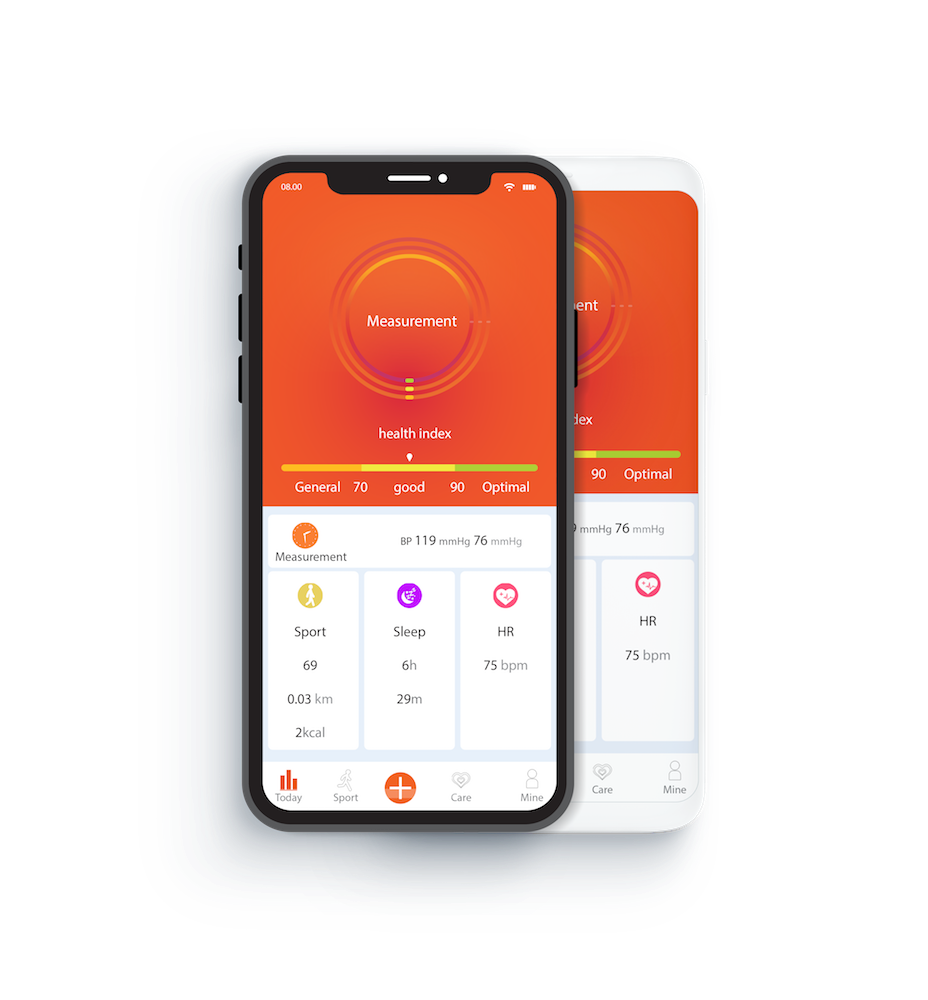 08.00
Measurement
health index
General 70 good 90 Optimal
BP 119 mmHg 76 mmHg
Measurement
Sport Sleep HR
69 6h 75 bpm
0.03 km 29m
2kcal
Today Sport Care Mine
ent
dex
90 Optimal
9 mmHg 76 mmHg
HR
75 bpm
Care Mine